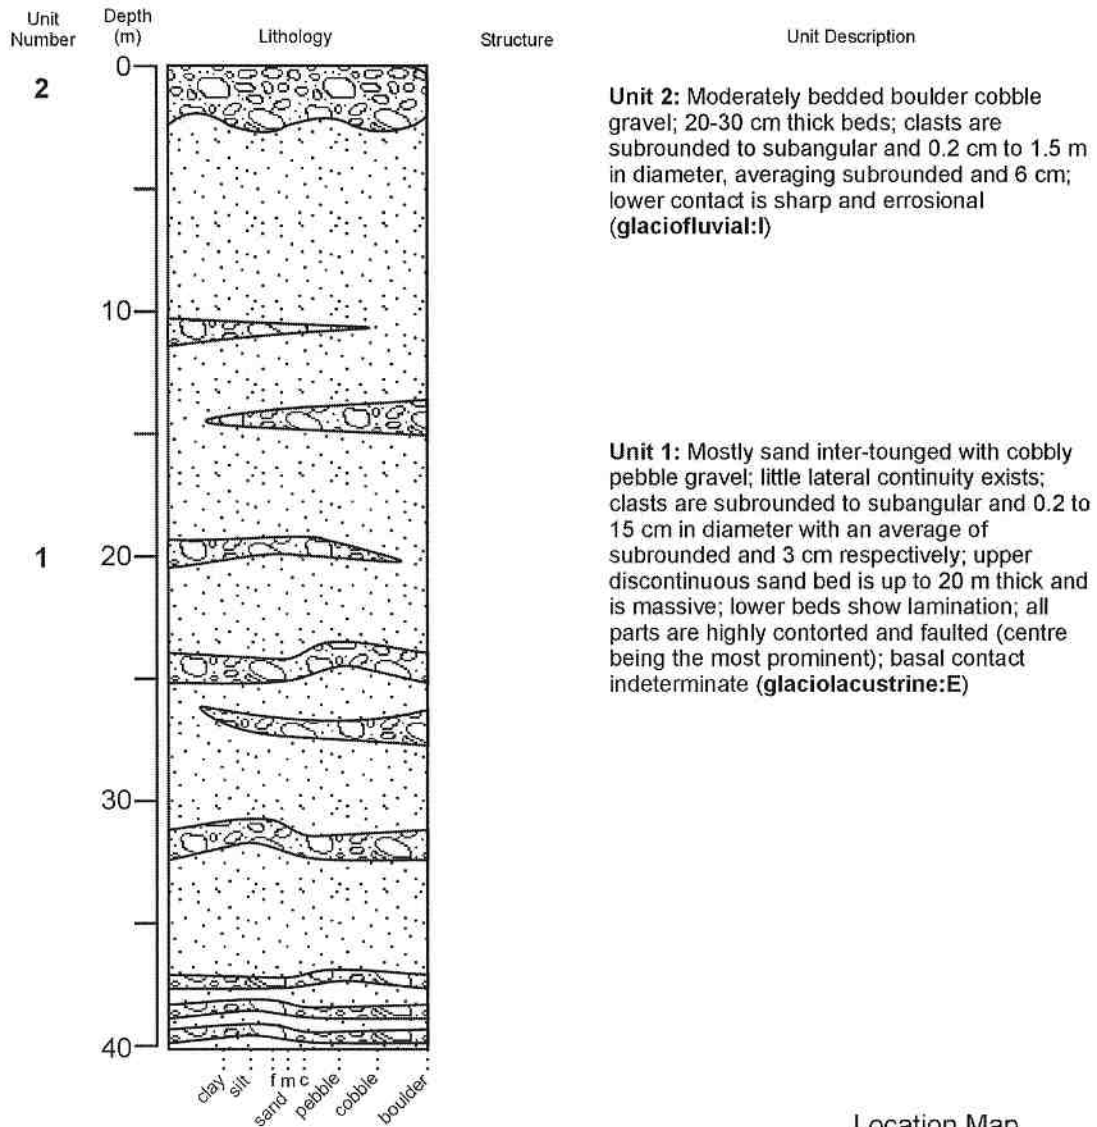 Unit Number
Depth (m)
Lithology
Structure
Unit Description
0
2
10
1
20
30
40
clay
silt
f m c
sand
pebble
cobble
boulder
Unit 2: Moderately bedded boulder cobble
gravel; 20-30 cm thick beds; clasts are
subrounded to subangular and 0.2 cm to 1.5 m
in diameter, averaging subrounded and 6 cm;
lower contact is sharp and errosional
(glaciofluvial:I)
Unit 1: Mostly sand inter-tounged with cobbly
pebble gravel; little lateral continuity exists;
clasts are subrounded to subangular and 0.2 to
15 cm in diameter with an average of
subrounded and 3 cm respectively; upper
discontinuous sand bed is up to 20 m thick and
is massive; lower beds show lamination; all
parts are highly contorted and faulted (centre
being the most prominent); basal contact
indeterminate (glaciolacustrine:E)
Location Map